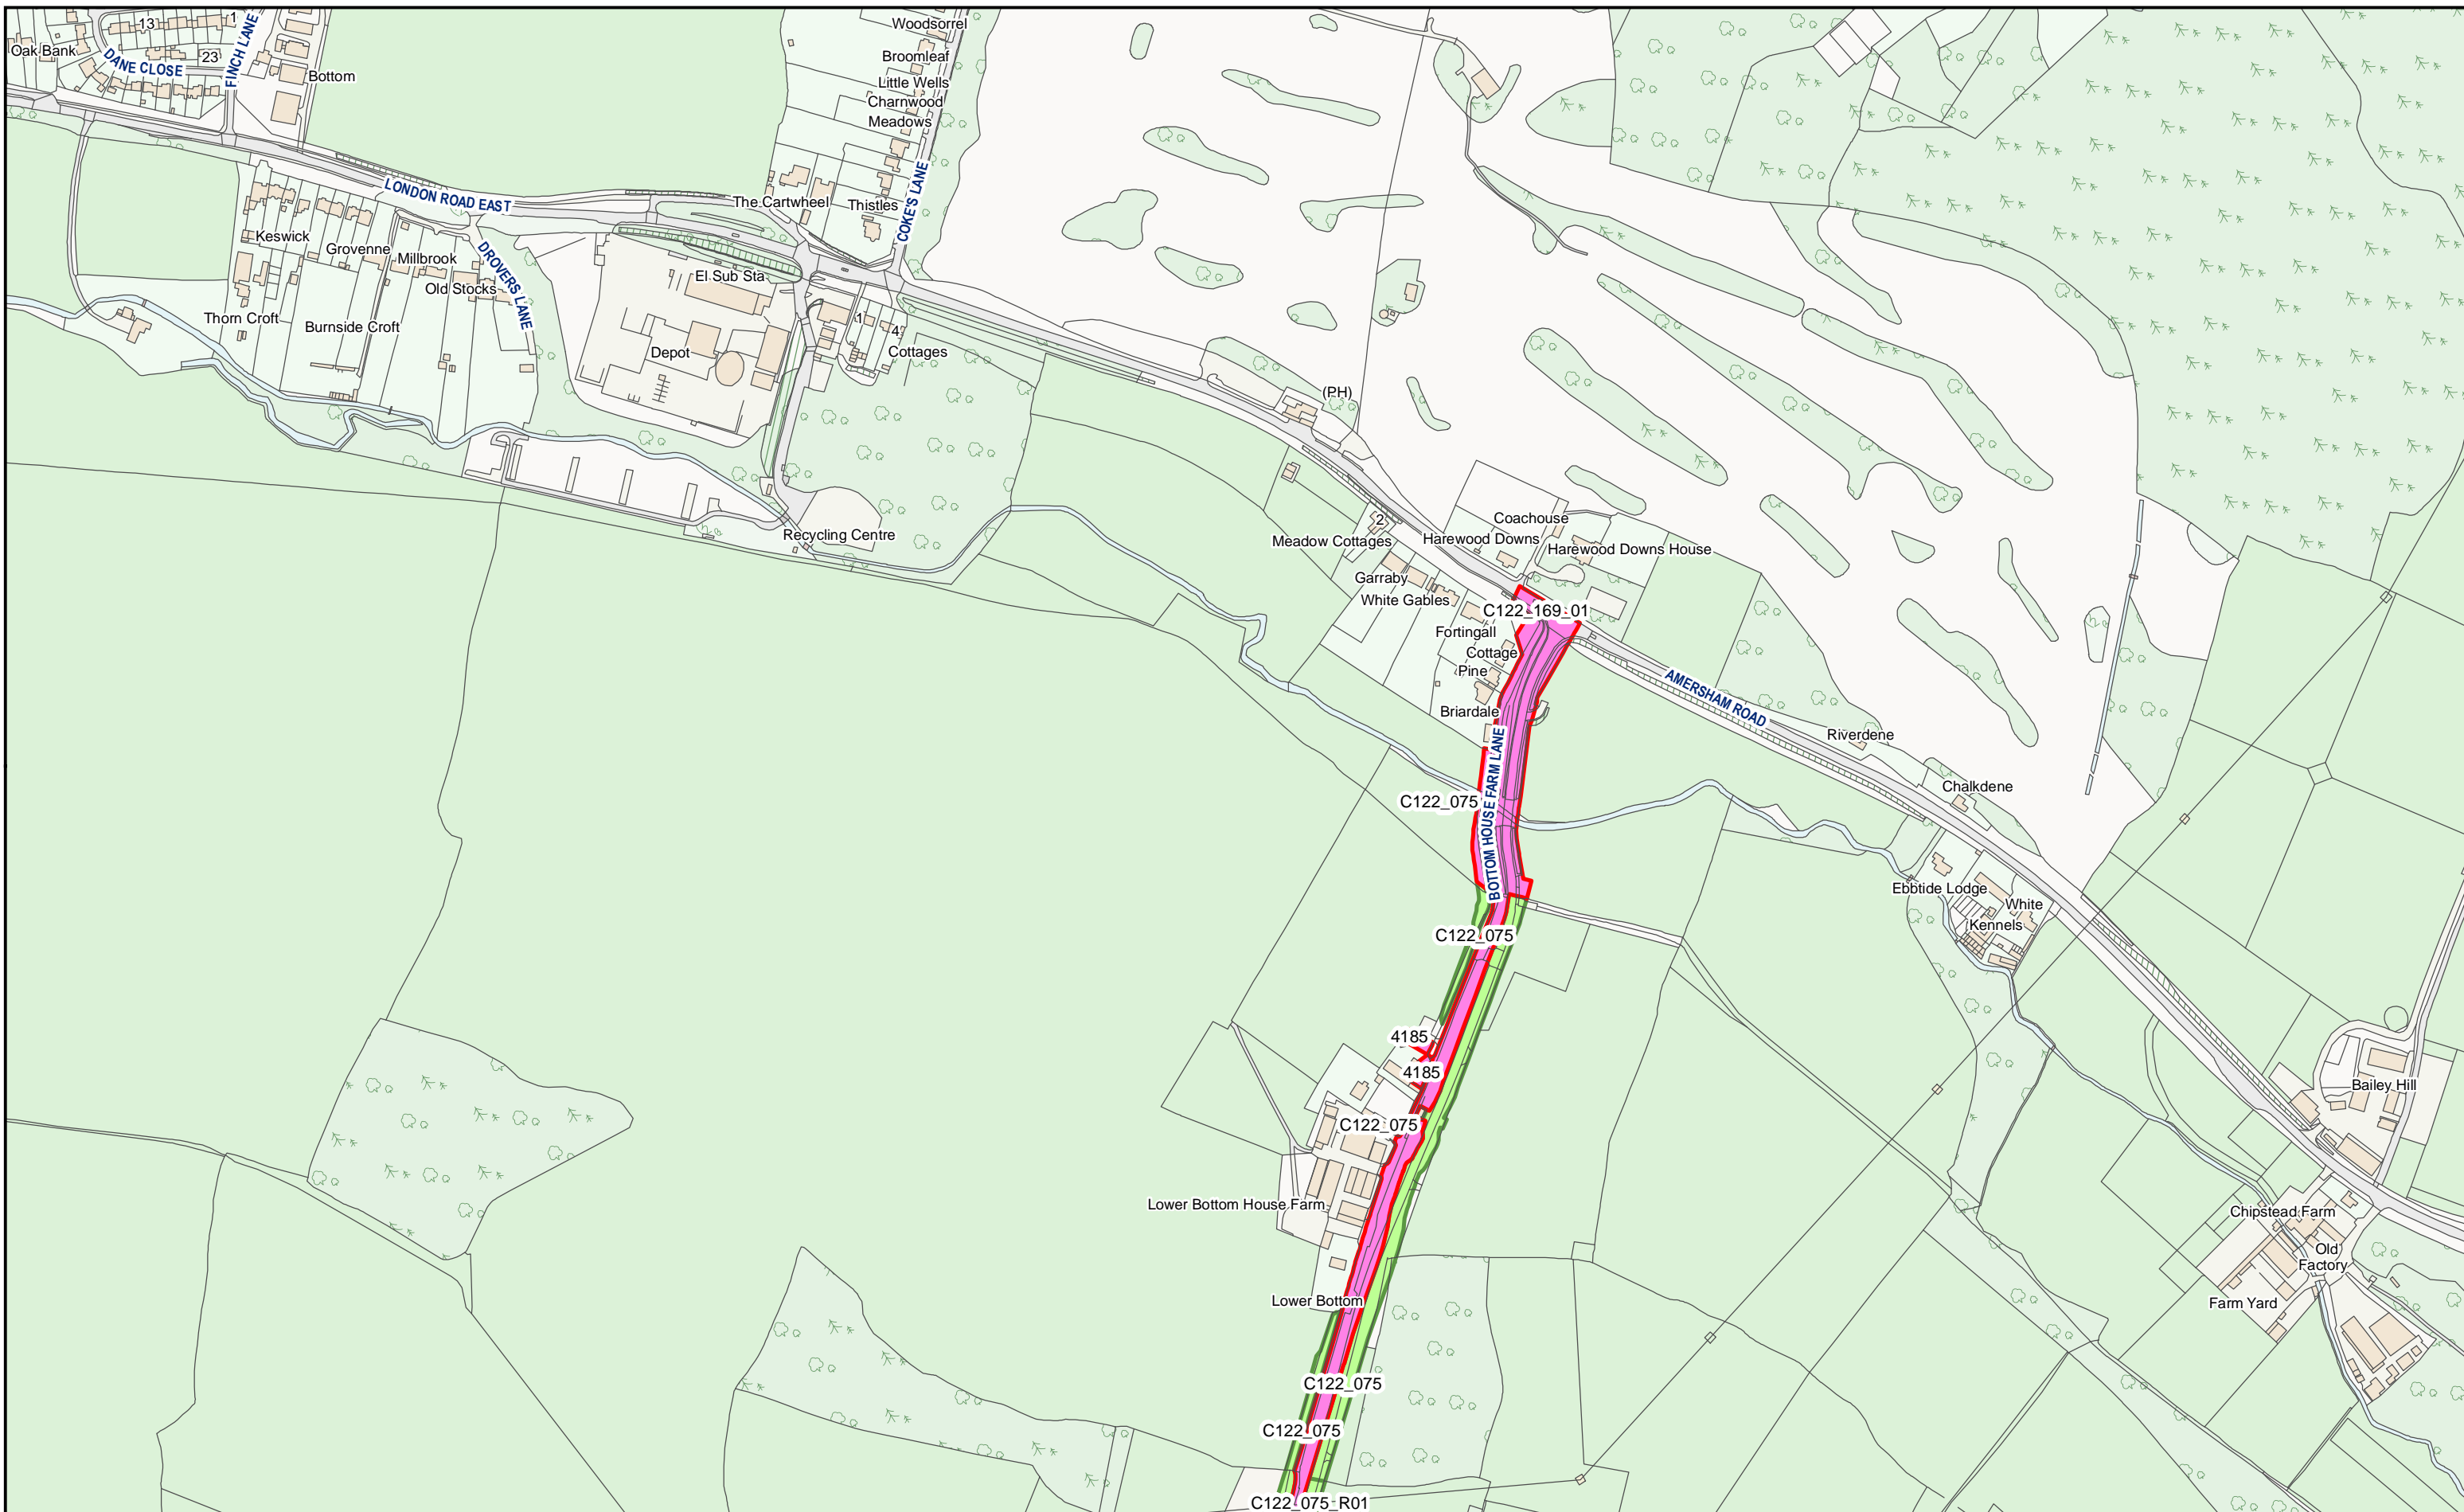 13
1
Oak Bank
23
DANE CLOSE
FINCH LANE
Bottom
Woodsorrel
Broomleaf
Little Wells
Charnwood
Meadows
LONDON ROAD EAST
The Cartwheel
Thistles
COKE'S LANE
Keswick
Grovenne
Millbrook
DROVERS LANE
Old Stocks
El Sub Sta
Thorn Croft
Burnside Croft
1
4
Depot
Cottages
(PH)
Recycling Centre
2
Meadow Cottages
Coachouse
Harewood Downs
Harewood Downs House
Garraby
White Gables
C122_169_01
Fortingall
Cottage
Pine
Briardale
AMERSHAM ROAD
Riverdene
BOTTOM HOUSE FARM LANE
C122_075
Chalkdene
Ebbtide Lodge
White
Kennels
C122_075
4185
4185
Bailey Hill
C122_075
Lower Bottom House Farm
Chipstead Farm
Old
Factory
Lower Bottom
Farm Yard
C122_075
C122_075
C122_075_R01